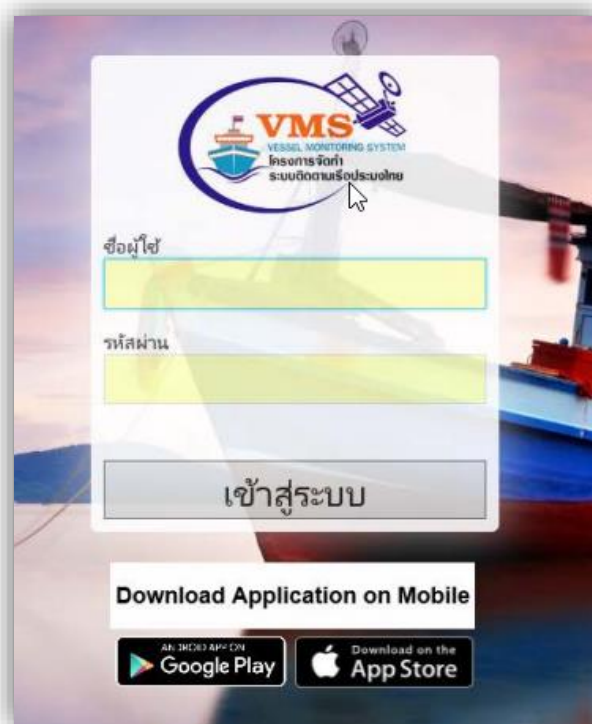 VMS
VESSEL MONITORING SYSTEM
โครงการจัดทำ
ระบบติดตามเรือประมงไทย
ชื่อผู้ใช้
รหัสผ่าน
เข้าสู่ระบบ
Download Application on Mobile
ANDROID APP ON
Google Play
Download on the
App Store